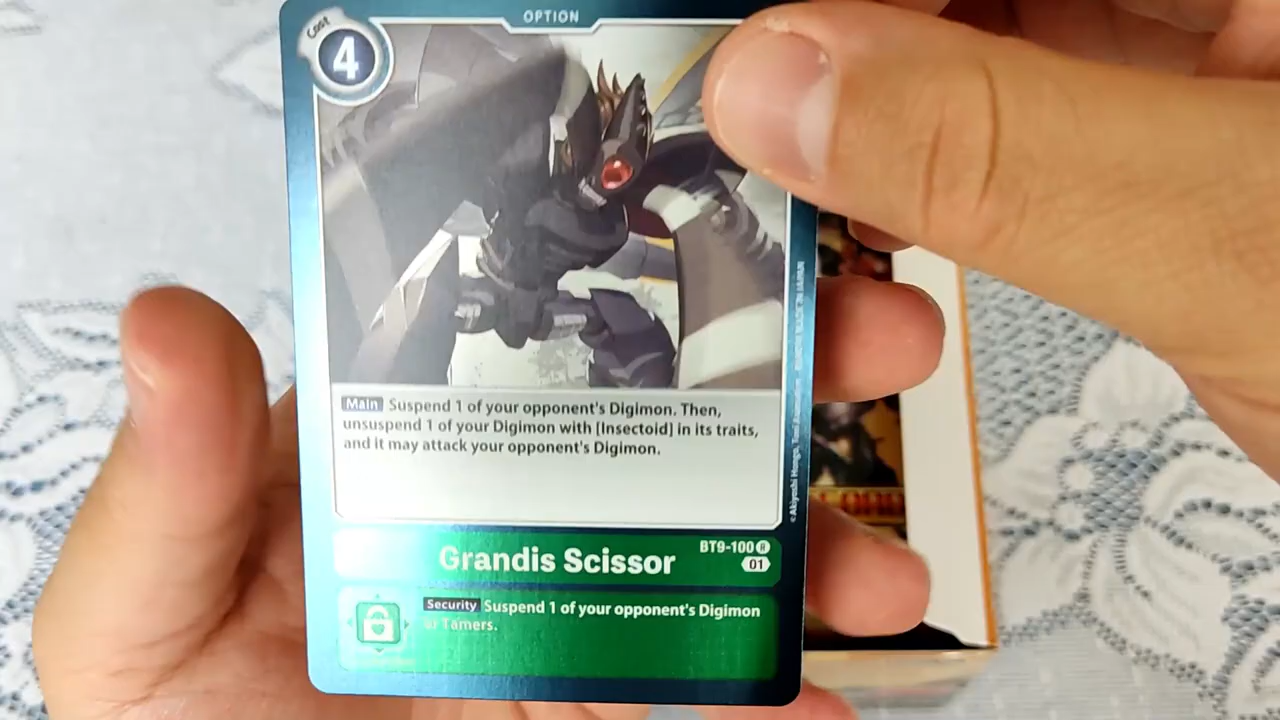 OPTION
Cost
4
Main Suspend 1 of your opponent's Digimon. Then,
unsuspend 1 of your Digimon with [Insectoid] in its traits,
and it may attack your opponent's Digimon.
Grandis Scissor
BT9-100 R
01
Security Suspend 1 of your opponent's Digimon
or Tamers.